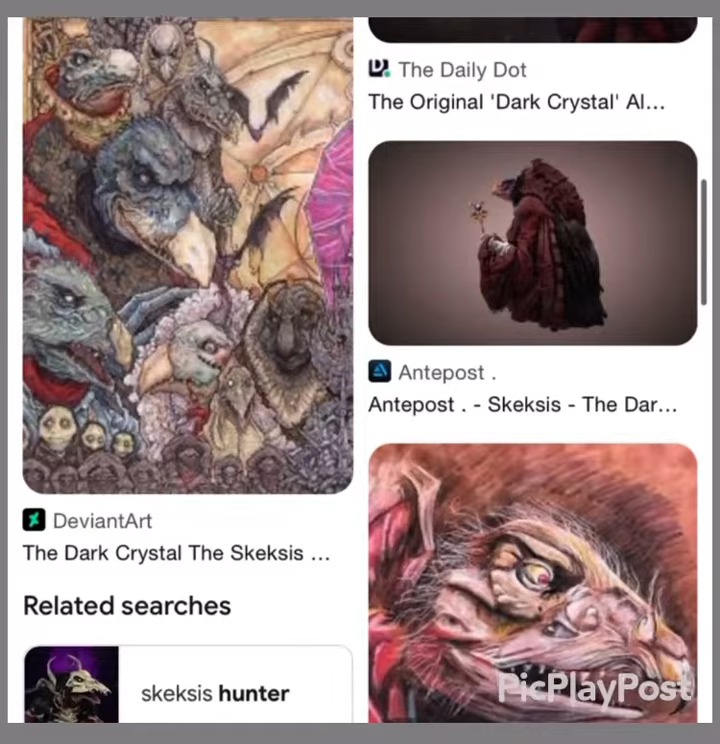 The Daily Dot
The Original 'Dark Crystal' Al...
Antepost .
Antepost . - Skeksis - The Dar...
DeviantArt
The Dark Crystal The Skeksis ...
Related searches
skeksis hunter
PicPlayPost